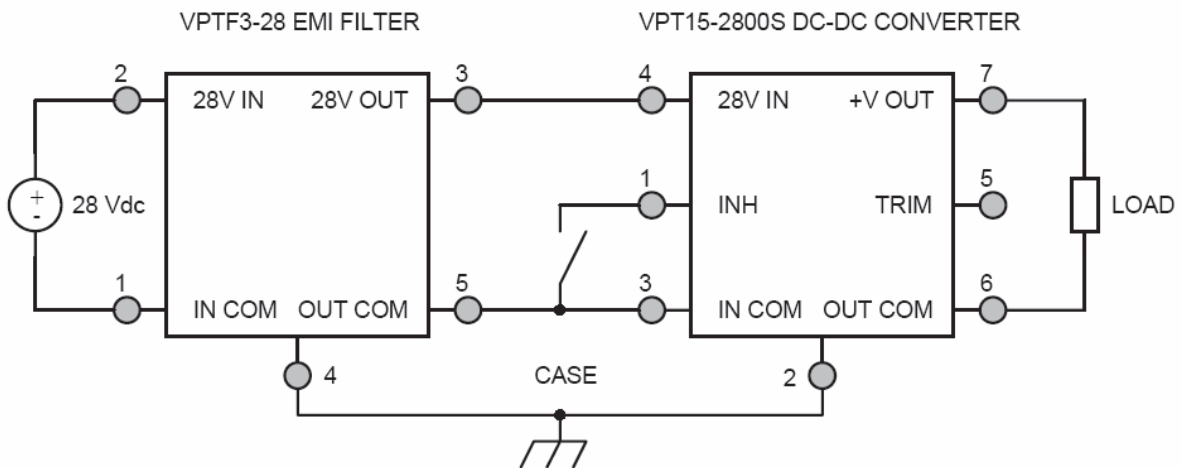 VPTF3-28 EMI FILTER
VPT15-2800S DC-DC CONVERTER
2
3
4
7
28V IN
28V OUT
28V IN
+V OUT
+
-
28 Vdc
1
5
INH
TRIM
LOAD
1
5
3
6
IN COM
OUT COM
IN COM
OUT COM
4
CASE
2